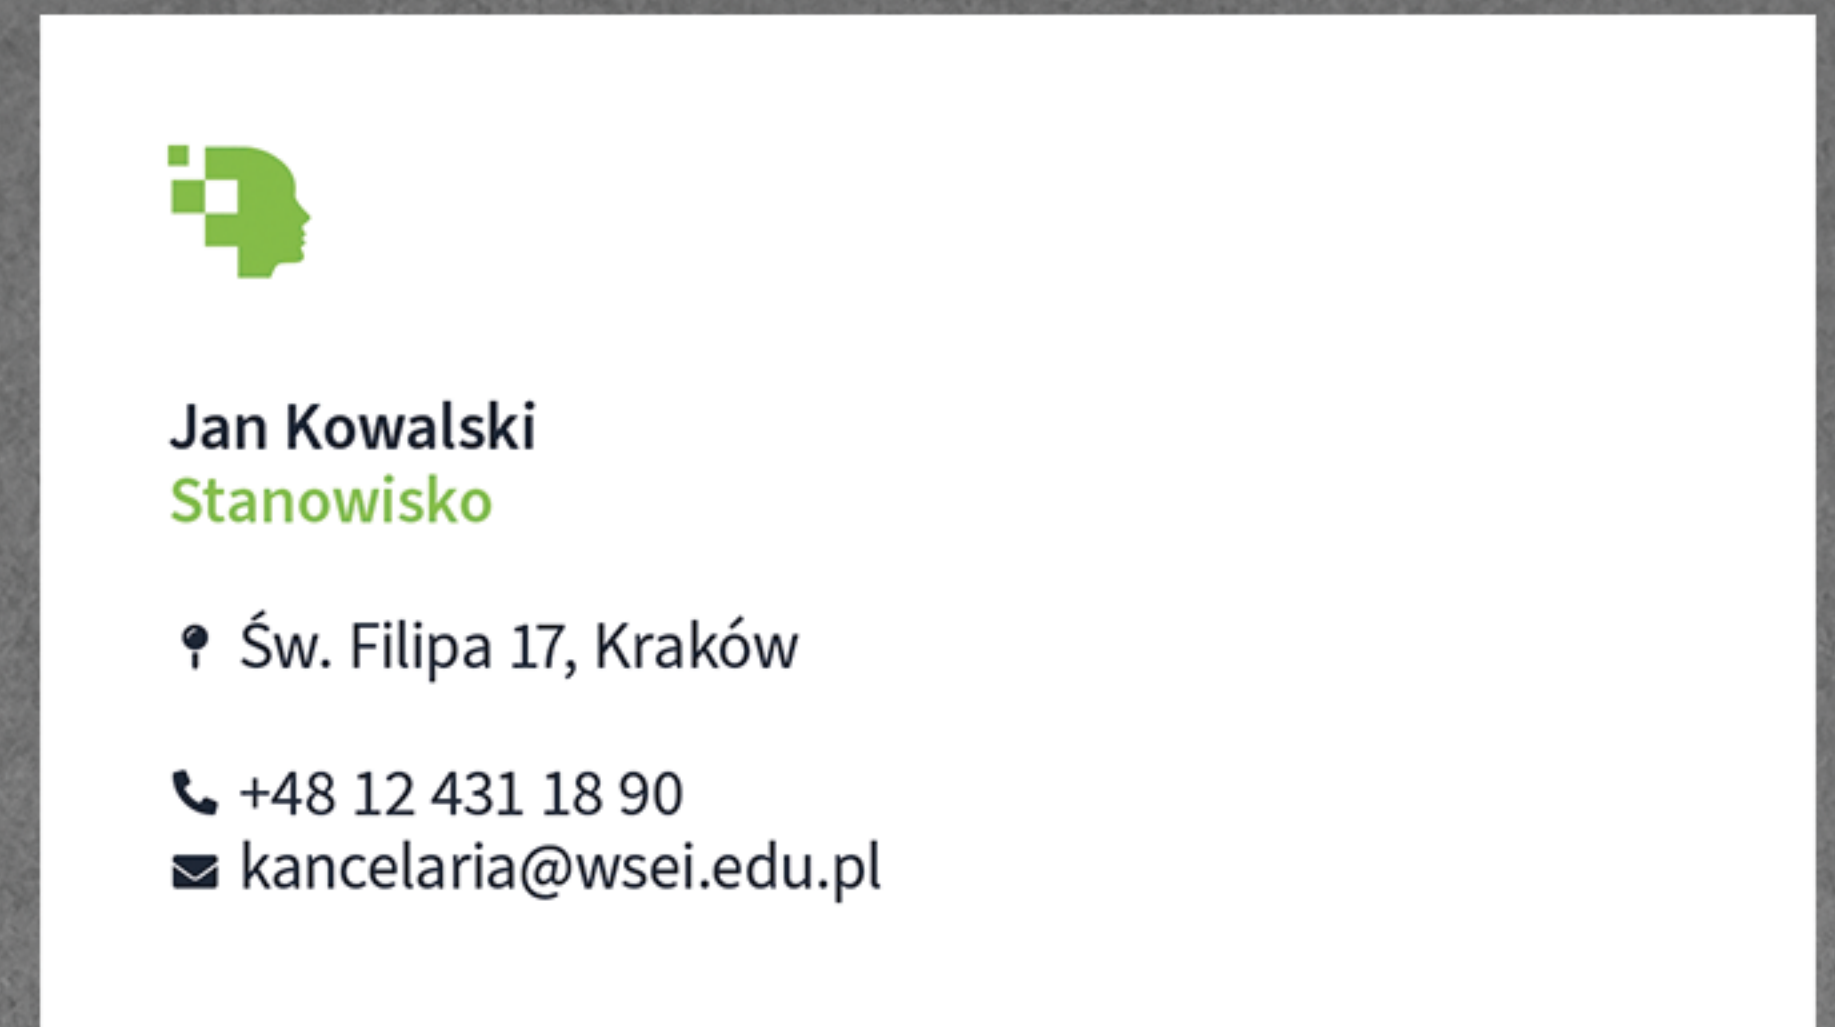 Jan Kowalski
Stanowisko
Św. Filipa 17, Kraków
+48 12 431 18 90
kancelaria@wsei.edu.pl